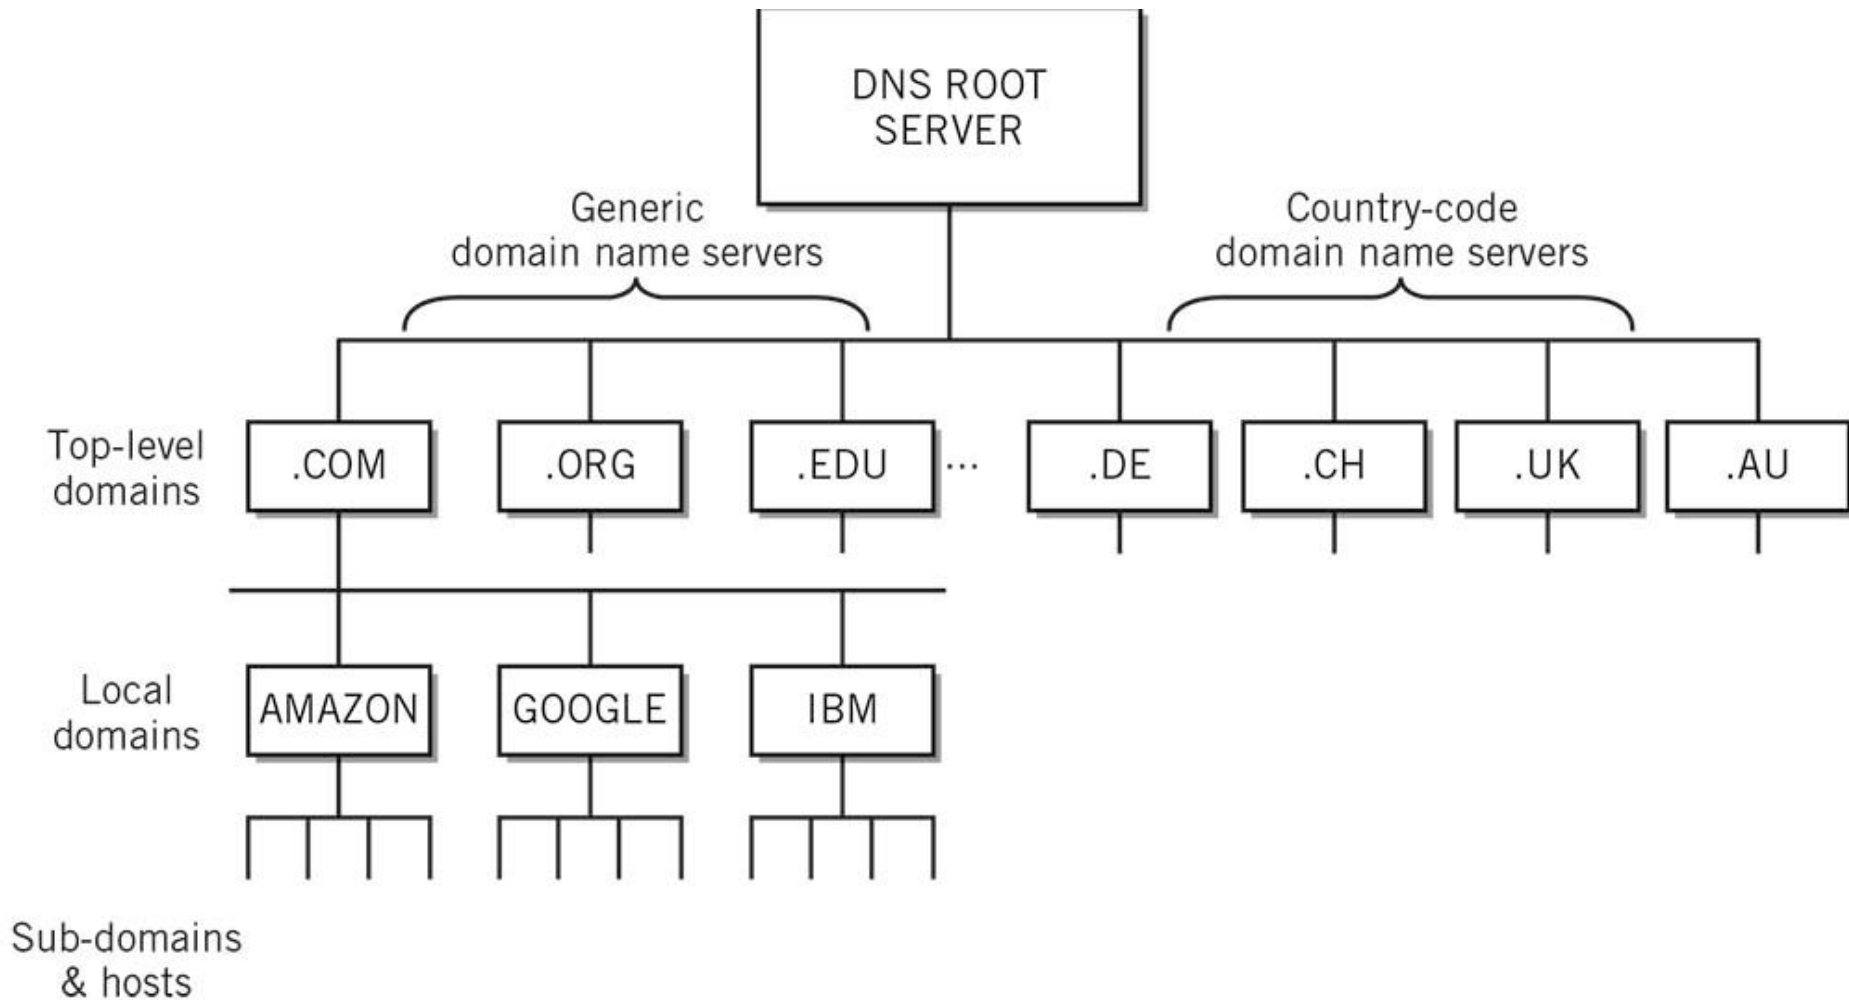 DNS ROOT
SERVER
Generic
domain name servers
Country-code
domain name servers
Top-level
domains
.COM
.ORG
.EDU
...
.DE
.CH
.UK
.AU
Local
domains
AMAZON
GOOGLE
IBM
Sub-domains
& hosts